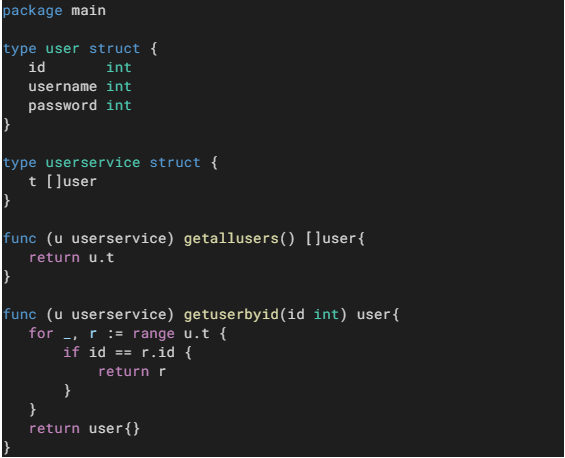 package main
type user struct {
id int
username int
password int
}
type userservice struct {
t []user
}
func (u userservice) getallusers() []user{
return u.t
}
func (u userservice) getuserbyid(id int) user{
for _, r := range u.t {
if id == r.id {
return r
}
}
return user{}
}